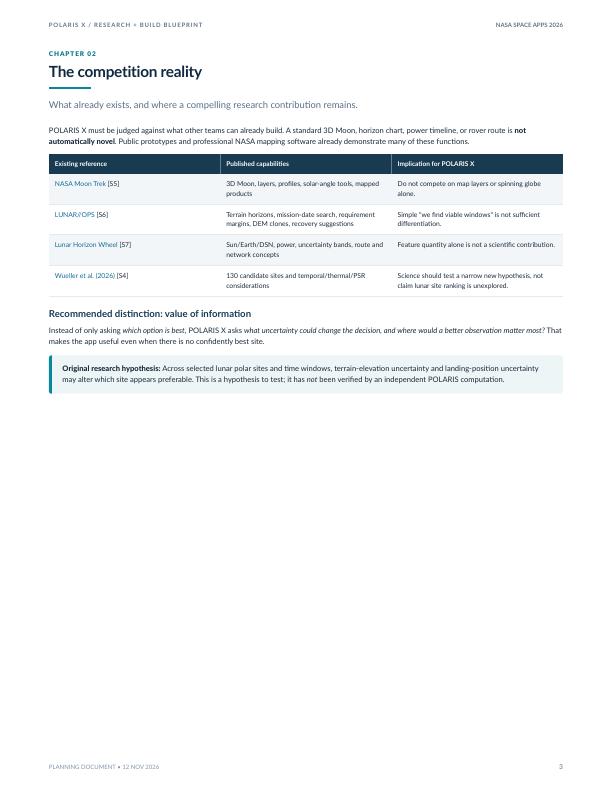 POLARIS X / RESEARCH + BUILD BLUEPRINT
NASA SPACE APPS 2026
CHAPTER 02
The competition reality
What already exists, and where a compelling research contribution remains.
POLARIS X must be judged against what other teams can already build. A standard 3D Moon, horizon chart, power timeline, or rover route is not
automatically novel. Public prototypes and professional NASA mapping software already demonstrate many of these functions.
Existing reference
Published capabilities
Implication for POLARIS X
NASA Moon Trek [S5]
3D Moon, layers, profiles, solar-angle tools, mapped
products
Do not compete on map layers or spinning globe
alone.
LUNAR//OPS [S6]
Terrain horizons, mission-date search, requirement
margins, DEM clones, recovery suggestions
Simple "we find viable windows" is not sufficient
differentiation.
Lunar Horizon Wheel [S7]
Sun/Earth/DSN, power, uncertainty bands, route and
network concepts
Feature quantity alone is not a scientific contribution.
Wueller et al. (2026) [S4]
130 candidate sites and temporal/thermal/PSR
considerations
Science should test a narrow new hypothesis, not
claim lunar site ranking is unexplored.
Recommended distinction: value of information
Instead of only asking which option is best, POLARIS X asks what uncertainty could change the decision, and where would a better observation matter most? That
makes the app useful even when there is no confidently best site.
Original research hypothesis: Across selected lunar polar sites and time windows, terrain-elevation uncertainty and landing-position uncertainty
may alter which site appears preferable. This is a hypothesis to test; it has not been verified by an independent POLARIS computation.
PLANNING DOCUMENT • 12 NOV 2026
3